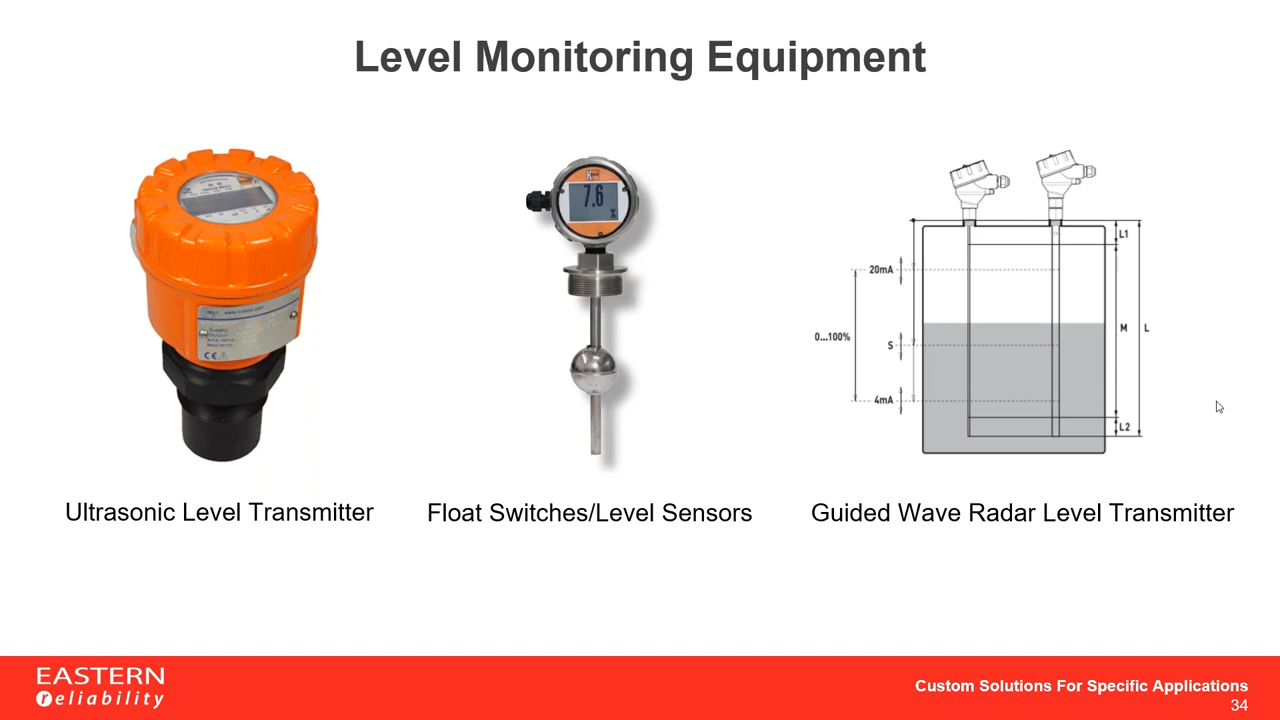 Level Monitoring Equipment
7.6
20mA
0...100%
S
4mA
L1
M
L
L2
Ultrasonic Level Transmitter
Float Switches/Level Sensors
Guided Wave Radar Level Transmitter
EASTERN
reliability
Custom Solutions For Specific Applications
34